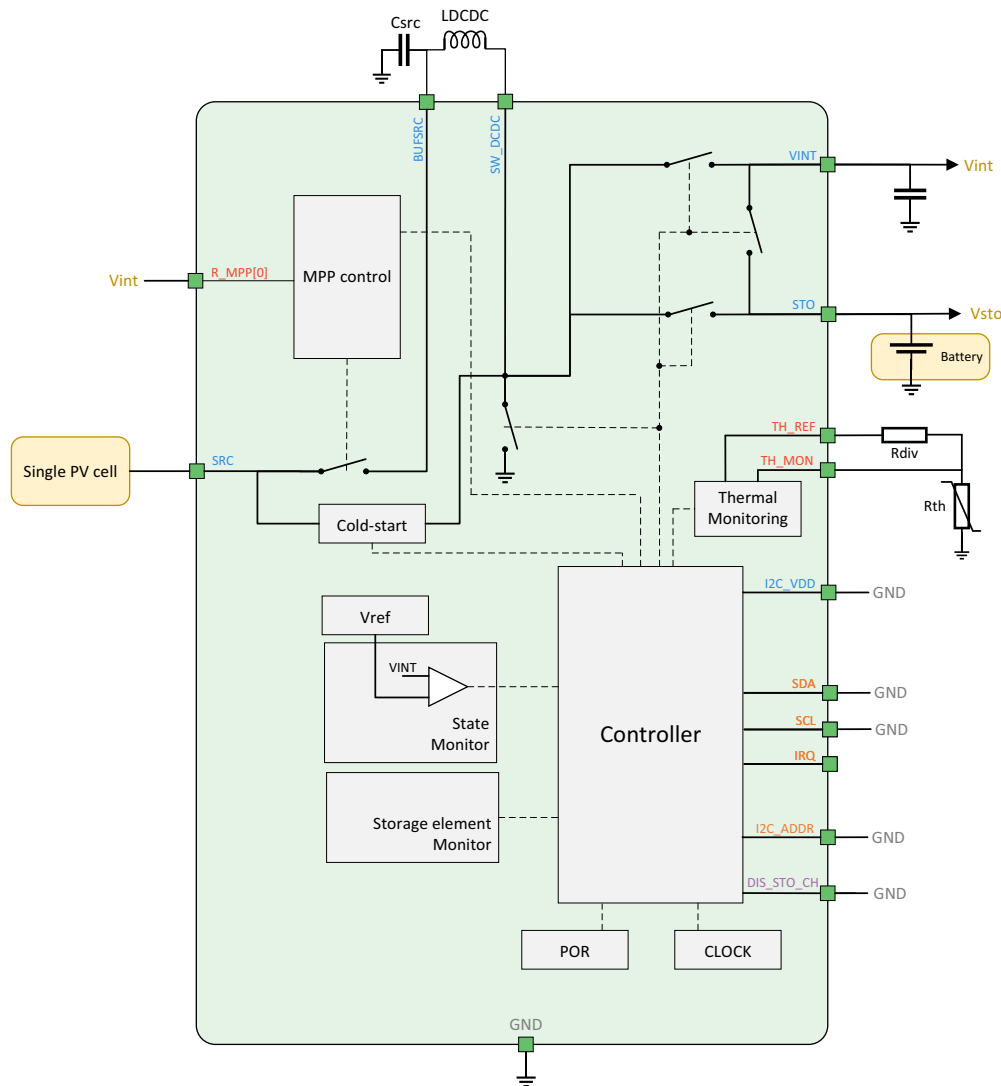 Csrc
LDCDC
BUFSRC
SW_DCDC
VINT
Vint
Vint
R_MPP[0]
MPP control
STO
Vsto
Battery
TH_REF
Rdiv
Single PV cell
SRC
TH_MON
Rth
Cold-start
Thermal
Monitoring
Vref
I2C_VDD
GND
VINT
State
Monitor
Controller
SDA
GND
SCL
GND
IRQ
Storage element
Monitor
I2C_ADDR
GND
DIS_STO_CH
GND
POR
CLOCK
GND